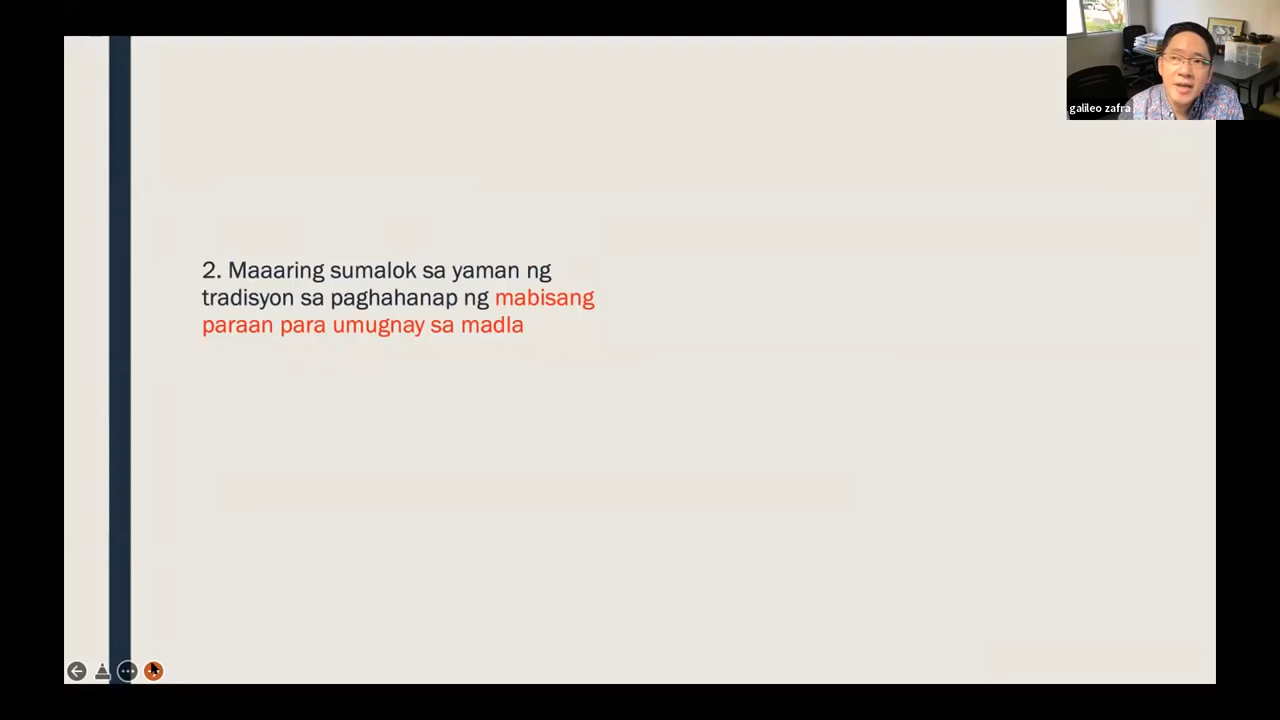 galileo zafra
2. Maaaring sumalok sa yaman ng
tradisyon sa paghahanap ng mabisang
paraan para umugnay sa madla